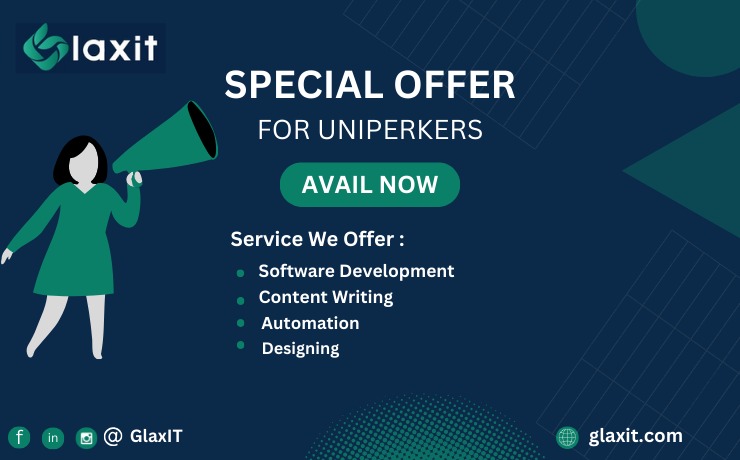 laxit
SPECIAL OFFER
FOR UNIPERKERS
AVAIL NOW
Service We Offer :
Software Development
Content Writing
Automation
Designing
f in @ GlaxIT
glaxit.com